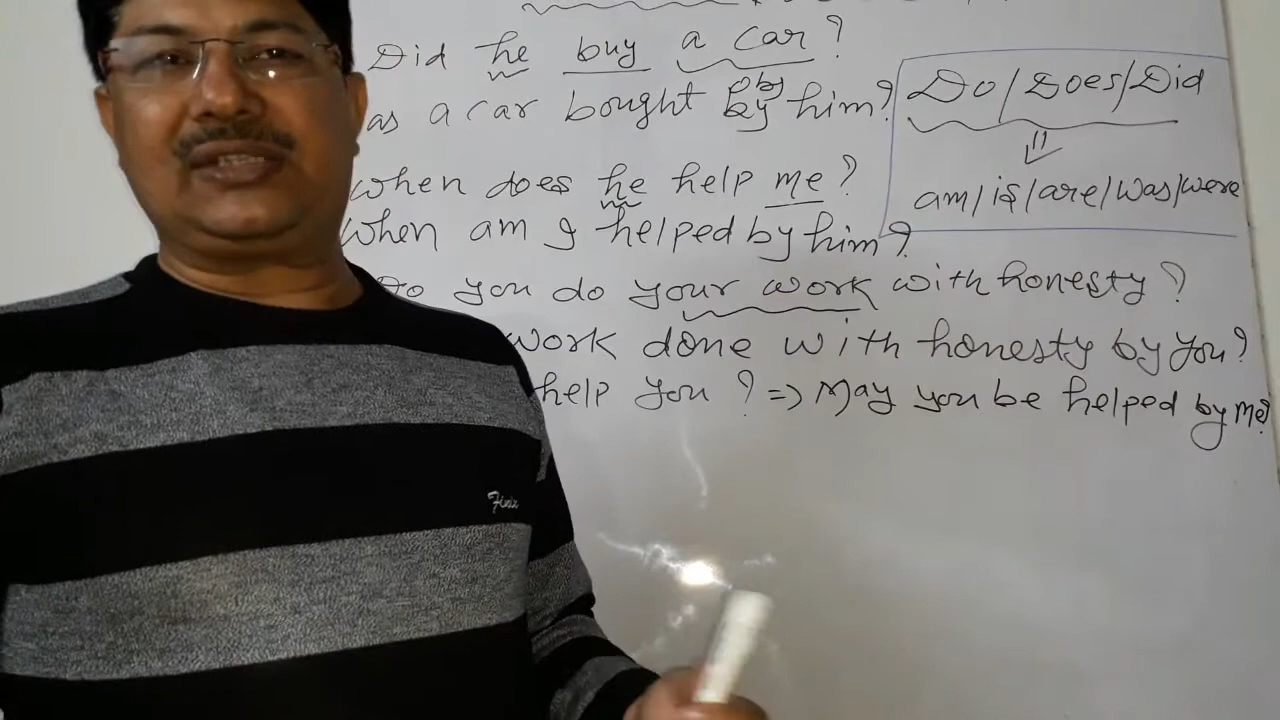 Did he buy a car?
obj
as a car bought by him?
When does he help me?
When am I helped by him?
Do you do your work with honesty?
work done with honesty by you?
help you? => May you be helped by me?
Do/Does/Did
am/is/are/was/were